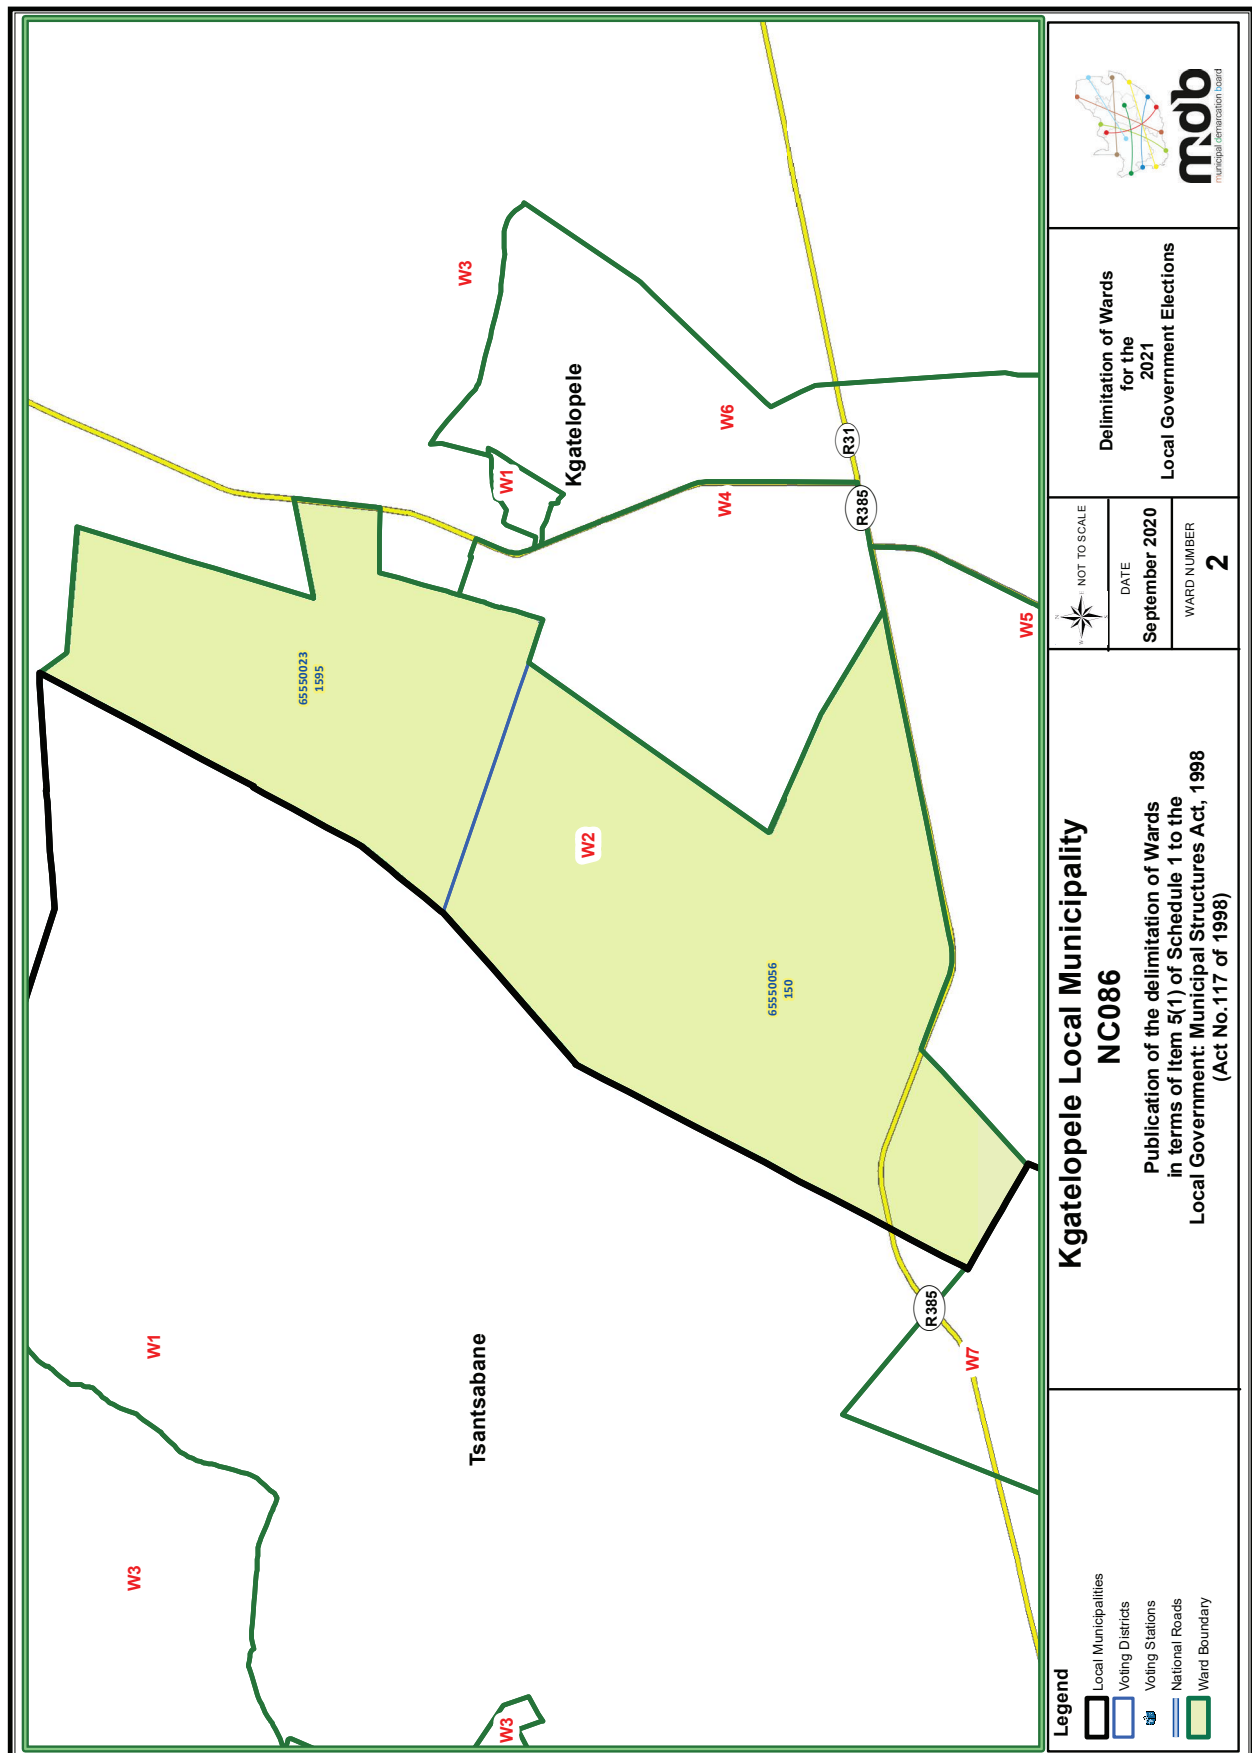 W3
W1
W3
Tsantsabane
W7
R385
65550023
1595
W2
65550056
150
W3
W1
Kgatelopele
W6
W4
R31
R385
W5
Legend
Local Municipalities
Voting Districts
Voting Stations
National Roads
Ward Boundary
Kgatelopele Local Municipality
NC086
Publication of the delimitation of Wards
in terms of Item 5(1) of Schedule 1 to the
Local Government: Municipal Structures Act, 1998
(Act No.117 of 1998)
N
W E
S
NOT TO SCALE
DATE
September 2020
WARD NUMBER
2
Delimitation of Wards
for the
2021
Local Government Elections
mdb
municipal demarcation board